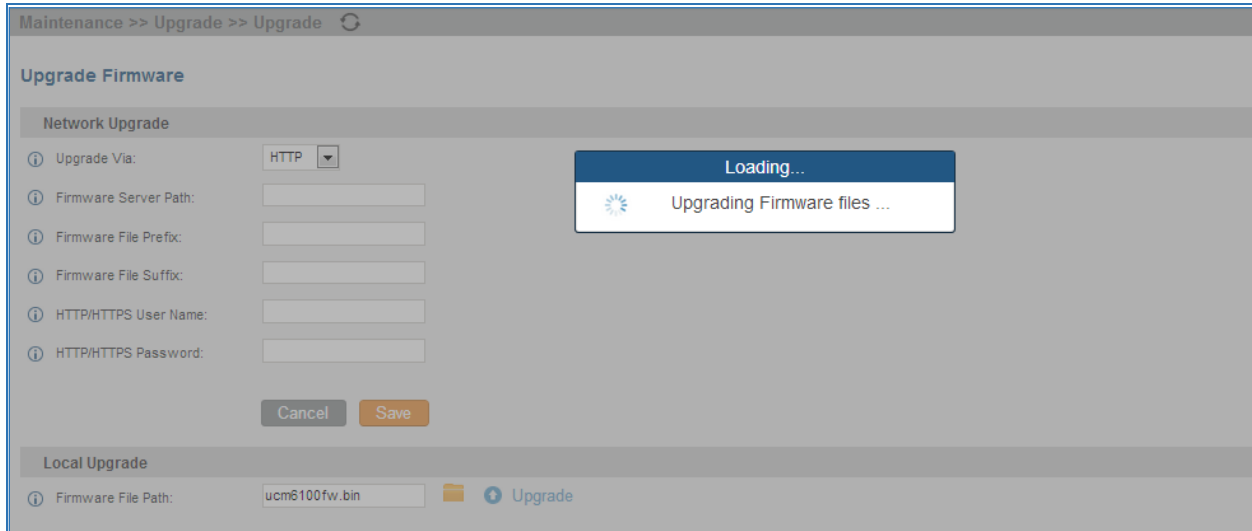 Maintenance >> Upgrade >> Upgrade
Upgrade Firmware
Network Upgrade
Upgrade Via: HTTP
Firmware Server Path:
Firmware File Prefix:
Firmware File Suffix:
HTTP/HTTPS User Name:
HTTP/HTTPS Password:
Cancel Save
Loading...
Upgrading Firmware files ...
Local Upgrade
Firmware File Path: ucm6100fw.bin Upgrade